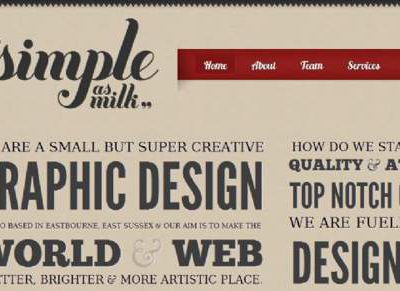 simple
as
milk
Home About Team Services
ARE A SMALL BUT SUPER CREATIVE
RAPHIC DESIGN
O BASED IN EASTBOURNE, EAST SUSSEX & OUR AIM IS TO MAKE THE
WORLD & WEB
TTER, BRIGHTER & MORE ARTISTIC PLACE.
HOW DO WE STA
QUALITY & AT
TOP NOTCH
WE ARE FUEL
DESIGN